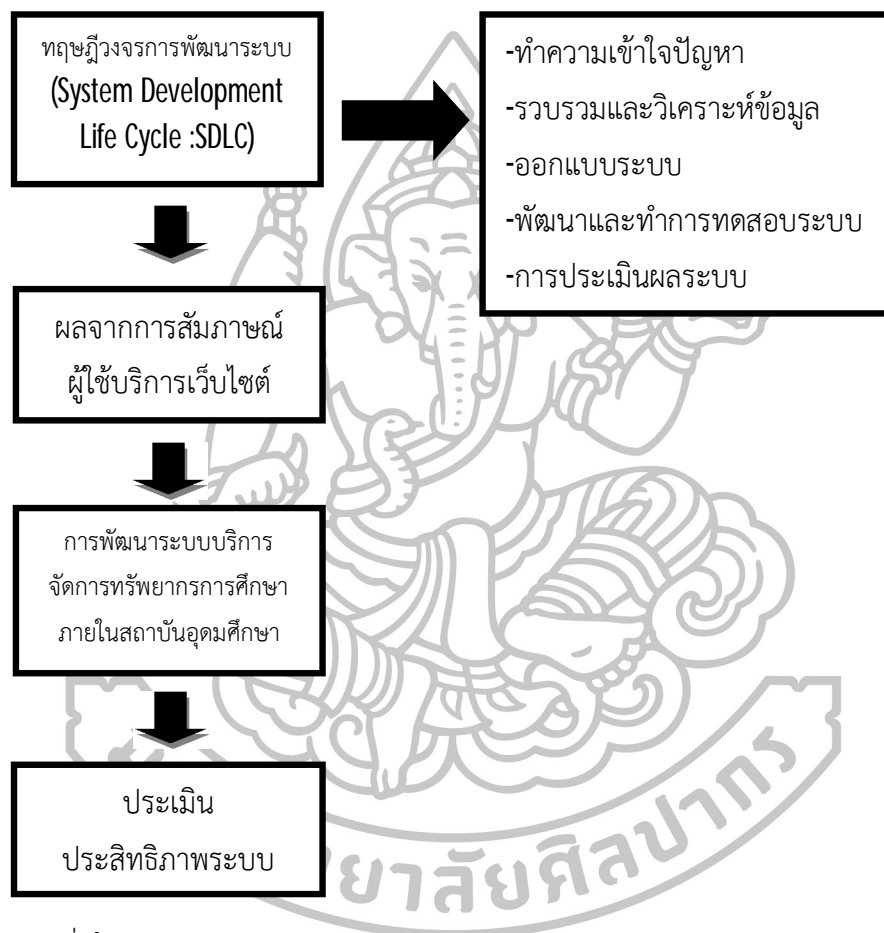 ทฤษฎีวงจรการพัฒนาระบบ
(System Development
Life Cycle :SDLC)
-ทำความเข้าใจปัญหา
-รวบรวมและวิเคราะห์ข้อมูล
-ออกแบบระบบ
-พัฒนาและทำการทดสอบระบบ
-การประเมินผลระบบ
ผลจากการสัมภาษณ์
ผู้ใช้บริการเว็บไซต์
การพัฒนาระบบบริการ
จัดการทรัพยากรการศึกษา
ภายในสถาบันอุดมศึกษา
ประเมิน
ประสิทธิภาพระบบ
ยาลัยศิลปากร